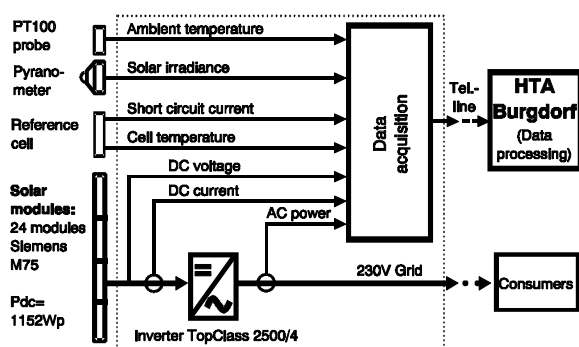 PT100
probe
Ambient temperature
Pyrano-
meter
Solar irradiance
Reference
cell
Short circuit current
Cell temperature
DC voltage
DC current
AC power
Data
acquisition
Tel.-
line
HTA
Burgdorf
(Data
processing)
Solar
modules:
24 modules
Siemens
M75
Pdc=
1152Wp
230V Grid
Consumers
Inverter TopClass 2500/4